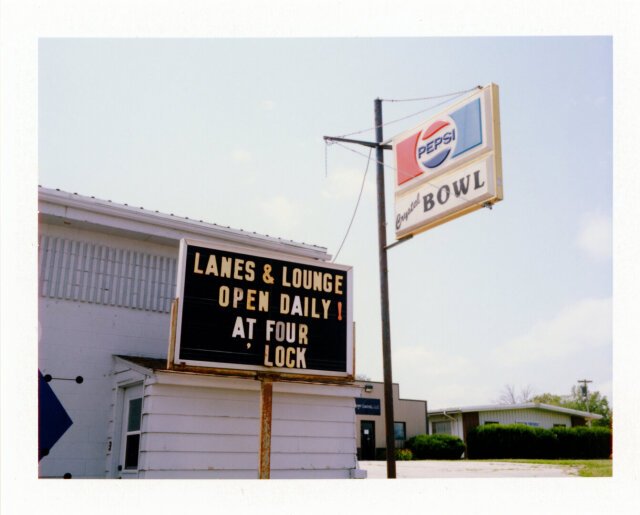 PEPSI
Crystal BOWL
LANES & LOUNGE
OPEN DAILY!
AT FOUR
' LOCK